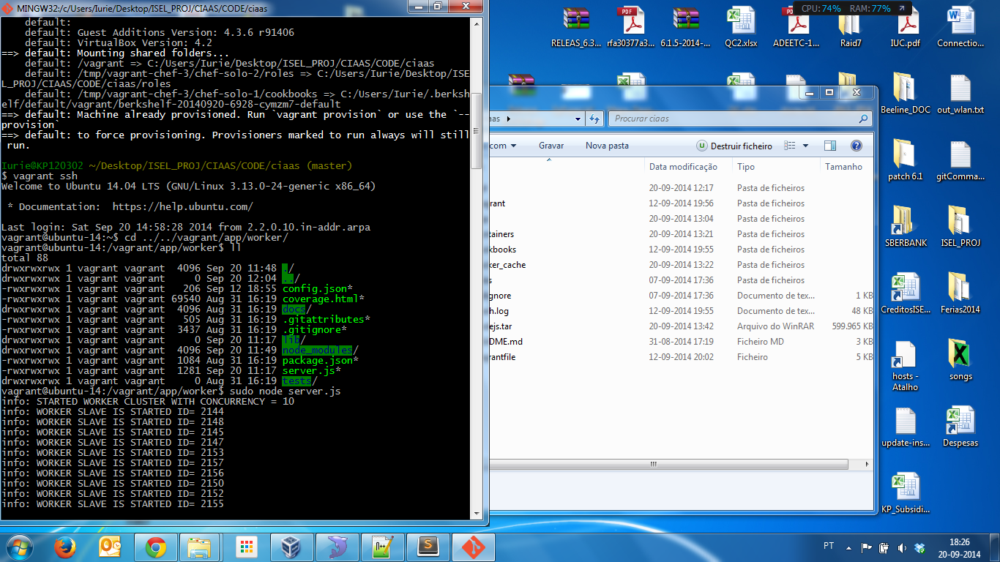 MINGW32:/c/Users/Iurie/Desktop/ISEL_PROJ/CIAAS/CODE/ciaas
default:
default: Guest Additions Version: 4.3.6 r91406
default: VirtualBox Version: 4.2
==> default: Mounting shared folders...
default: /vagrant => C:/Users/Iurie/Desktop/ISEL_PROJ/CIAAS/CODE/ciaas
default: /tmp/vagrant-chef-3/chef-solo-2/roles => C:/Users/Iurie/Desktop/ISE
L_PROJ/CIAAS/CODE/ciaas/roles
default: /tmp/vagrant-chef-3/chef-solo-1/cookbooks => C:/Users/Iurie/.berksh
elf/default/vagrant/berkshelf-20140920-6928-cymzm7-default
==> default: Machine already provisioned. Run `vagrant provision` or use the `--
provision`
==> default: to force provisioning. Provisioners marked to run always will still
run.
Iurie@KP120302 ~/Desktop/ISEL_PROJ/CIAAS/CODE/ciaas (master)
$ vagrant ssh
Welcome to Ubuntu 14.04 LTS (GNU/Linux 3.13.0-24-generic x86_64)
* Documentation: https://help.ubuntu.com/
Last login: Sat Sep 20 14:58:28 2014 from 2.2.0.10.in-addr.arpa
vagrant@ubuntu-14:~$ cd ../../vagrant/app/worker/
vagrant@ubuntu-14:/vagrant/app/worker$ ll
total 88
drwxrwxrwx 1 vagrant vagrant 4096 Sep 20 11:48 ./
drwxrwxrwx 1 vagrant vagrant 0 Sep 20 12:04 ../
-rwxrwxrwx 1 vagrant vagrant 206 Sep 12 18:55 config.json*
-rwxrwxrwx 1 vagrant vagrant 69540 Aug 31 16:19 coverage.html*
drwxrwxrwx 1 vagrant vagrant 4096 Aug 31 16:19 docs/
-rwxrwxrwx 1 vagrant vagrant 505 Aug 31 16:19 .gitattributes*
-rwxrwxrwx 1 vagrant vagrant 3437 Aug 31 16:19 .gitignore*
drwxrwxrwx 1 vagrant vagrant 0 Sep 20 11:17 lib/
drwxrwxrwx 1 vagrant vagrant 4096 Sep 20 11:49 node_modules/
-rwxrwxrwx 1 vagrant vagrant 1084 Aug 31 16:19 package.json*
-rwxrwxrwx 1 vagrant vagrant 1281 Sep 20 11:17 server.js*
drwxrwxrwx 1 vagrant vagrant 0 Aug 31 16:19 tests/
vagrant@ubuntu-14:/vagrant/app/worker$ sudo node server.js
info: STARTED WORKER CLUSTER WITH CONCURRENCY = 10
info: WORKER SLAVE IS STARTED ID= 2144
info: WORKER SLAVE IS STARTED ID= 2148
info: WORKER SLAVE IS STARTED ID= 2145
info: WORKER SLAVE IS STARTED ID= 2147
info: WORKER SLAVE IS STARTED ID= 2153
info: WORKER SLAVE IS STARTED ID= 2157
info: WORKER SLAVE IS STARTED ID= 2156
info: WORKER SLAVE IS STARTED ID= 2150
info: WORKER SLAVE IS STARTED ID= 2152
info: WORKER SLAVE IS STARTED ID= 2155
CPU:74% RAM:77%
RELEAS_6.3... rfa30377a3... 6.1.5-2014-... QC2.xlsx ADEETC-1... Raid7 IUC.pdf Connectio...
aas Procurar ciaas
com Gravar Nova pasta Destruir ficheiro
Data modificação Tipo Tamanho
20-09-2014 12:17 Pasta de ficheiros
rant 12-09-2014 19:56 Pasta de ficheiros
20-09-2014 13:04 Pasta de ficheiros
tainers 20-09-2014 13:21 Pasta de ficheiros
kbooks 12-09-2014 19:55 Pasta de ficheiros
ker_cache 20-09-2014 13:22 Pasta de ficheiros
s 07-09-2014 17:36 Pasta de ficheiros
gnore 07-09-2014 17:36 Documento de tex... 1 KB
sh.log 12-09-2014 19:55 Documento de tex... 48 KB
ejs.tar 20-09-2014 13:42 Arquivo do WinRAR 599.965 KB
DME.md 31-08-2014 17:19 Ficheiro MD 3 KB
rantfile 12-09-2014 20:02 Ficheiro 5 KB
Beeline_DOC out_wlan.txt
patch 6.1 gitComma...
SBERBANK ISEL_PROJ
CreditosISE... Ferias2014
hosts - Atalho songs
update-ins... Despesas
KP_Subsidi...
PT 18:26
20-09-2014